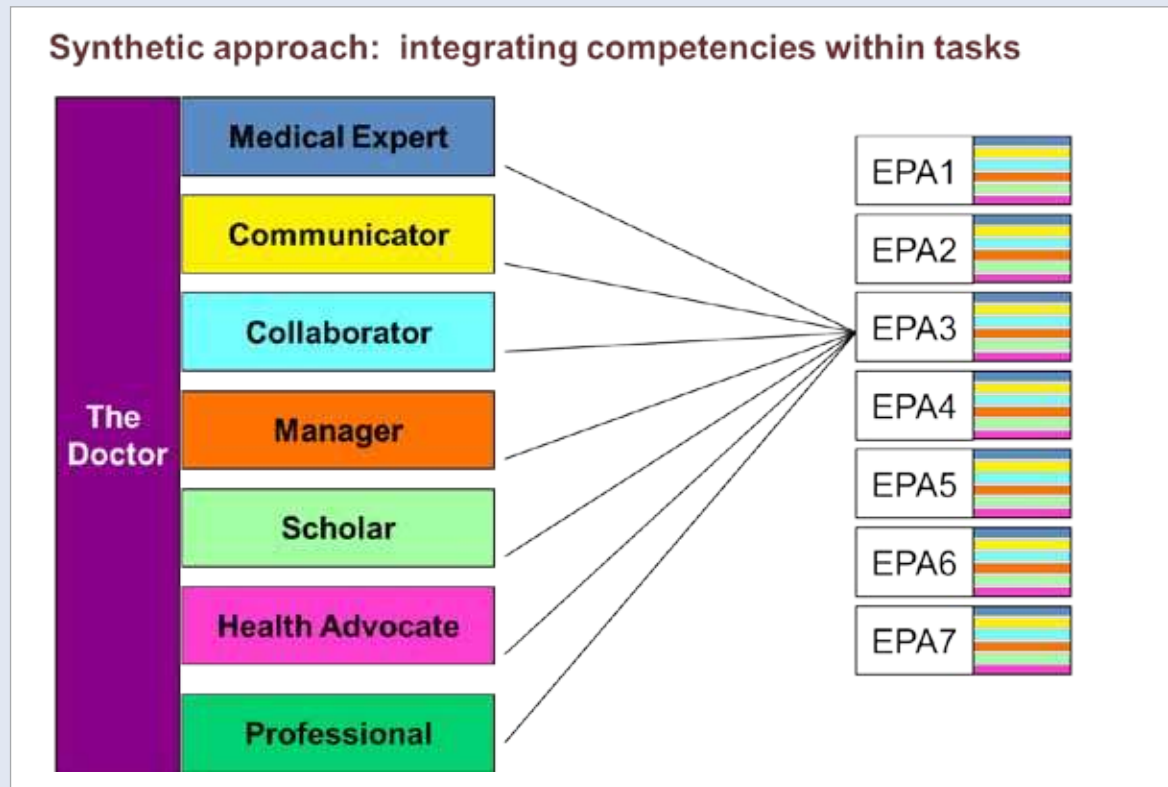 Synthetic approach: integrating competencies within tasks
The
Doctor
Medical Expert
Communicator
Collaborator
Manager
Scholar
Health Advocate
Professional
EPA1
EPA2
EPA3
EPA4
EPA5
EPA6
EPA7